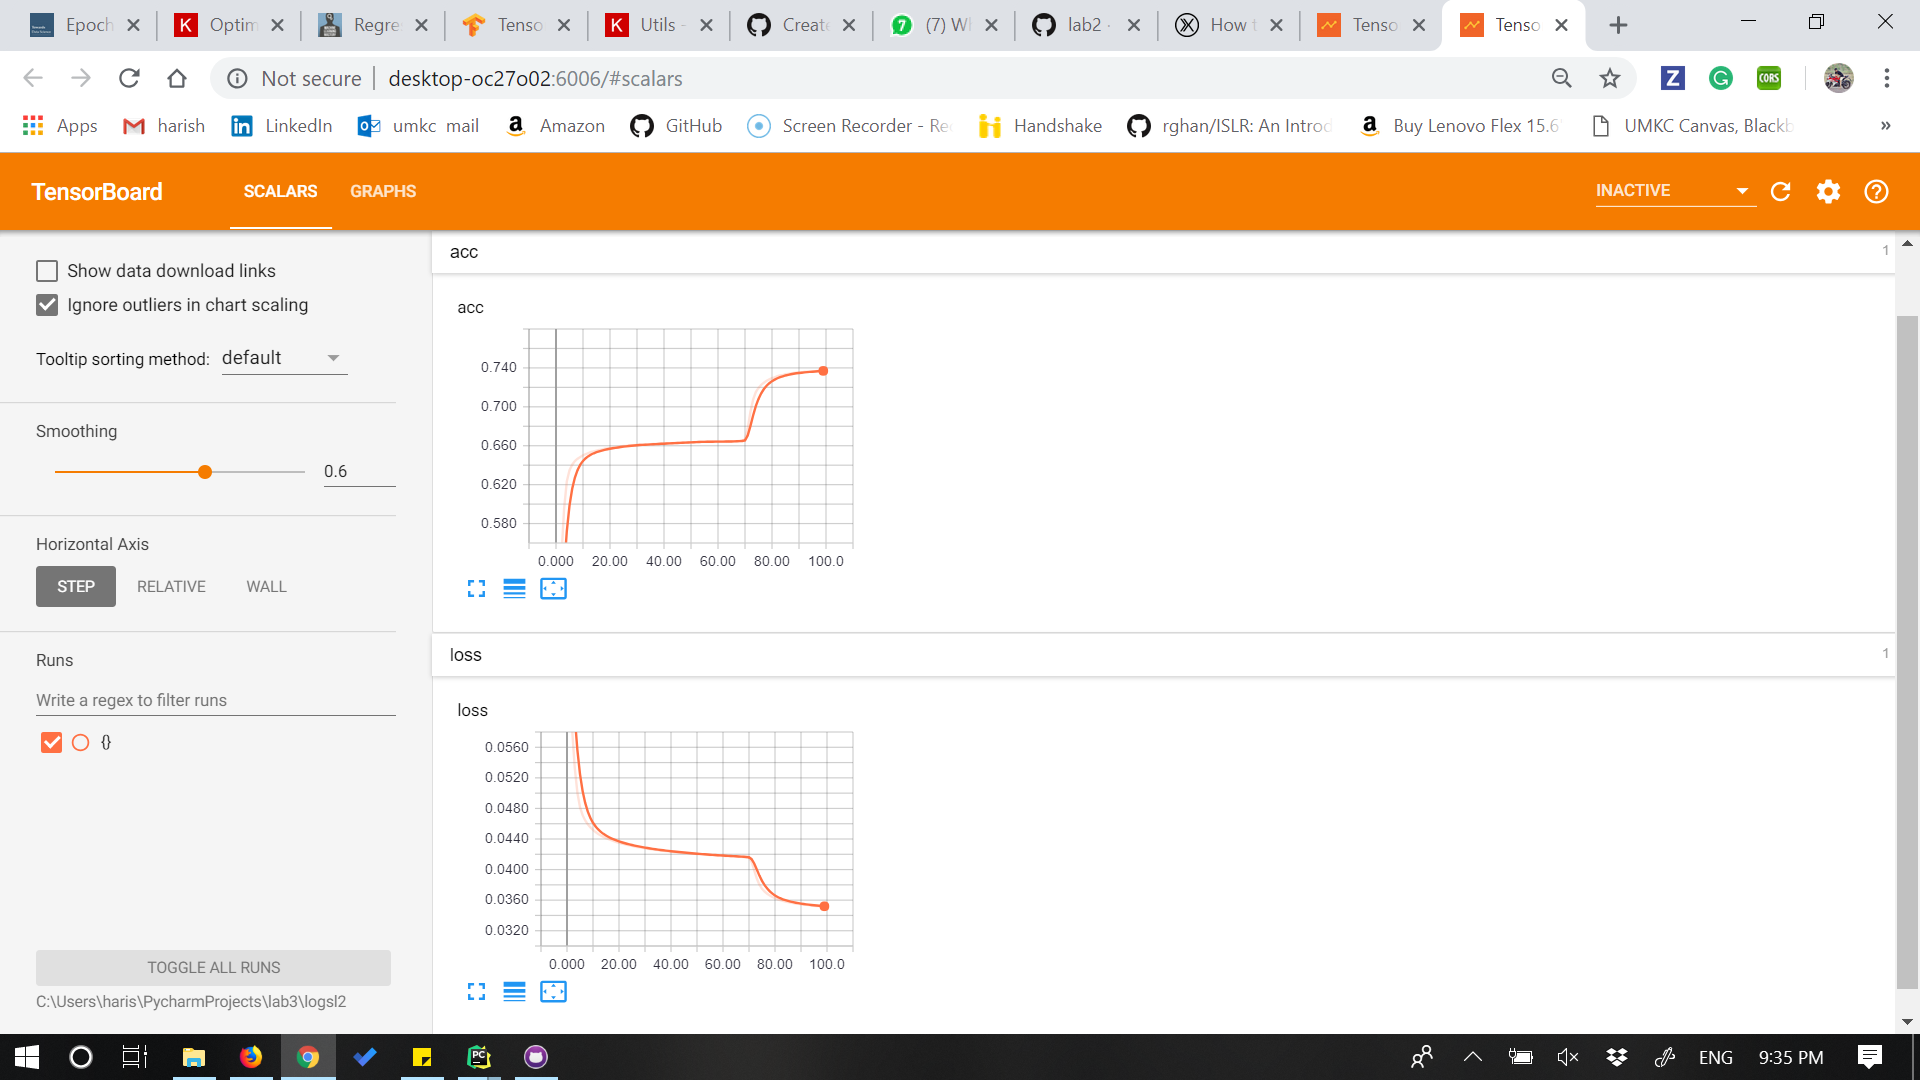 Epoch
K Optim
Regre
Tenso
K Utils -
Create
7 (7) W
lab2 -
How t
Tenso
Tenso
Not secure | desktop-oc27o02:6006/#scalars
Z G CORS
Apps harish LinkedIn umkc mail Amazon GitHub Screen Recorder - Re Handshake rghan/ISLR: An Introd Buy Lenovo Flex 15.6 UMKC Canvas, Blackb »
TensorBoard SCALARS GRAPHS INACTIVE
Show data download links
Ignore outliers in chart scaling
Tooltip sorting method: default
Smoothing
0.6
Horizontal Axis
STEP RELATIVE WALL
Runs
Write a regex to filter runs
{}
TOGGLE ALL RUNS
C:\Users\haris\PycharmProjects\lab3\logsl2
acc 1
acc
0.740
0.700
0.660
0.620
0.580
0.000 20.00 40.00 60.00 80.00 100.0
loss 1
loss
0.0560
0.0520
0.0480
0.0440
0.0400
0.0360
0.0320
0.000 20.00 40.00 60.00 80.00 100.0
PC
ENG 9:35 PM